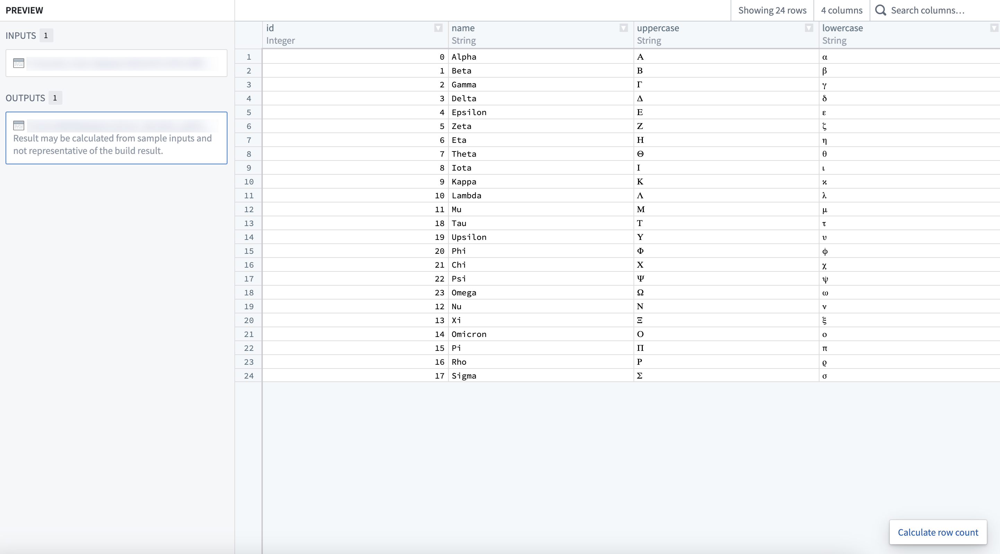 PREVIEW
Showing 24 rows 4 columns Search columns...
INPUTS 1
OUTPUTS 1
Result may be calculated from sample inputs and
not representative of the build result.
id name uppercase lowercase
Integer String String String
1 0 Alpha Α α
2 1 Beta Β β
3 2 Gamma Γ γ
4 3 Delta Δ δ
5 4 Epsilon Ε ε
6 5 Zeta Ζ ζ
7 6 Eta Η η
8 7 Theta Θ θ
9 8 Iota Ι ι
10 9 Kappa Κ ϰ
11 10 Lambda Λ λ
12 11 Mu Μ μ
13 18 Tau Τ τ
14 19 Upsilon Υ υ
15 20 Phi Φ ϕ
16 21 Chi Χ χ
17 22 Psi Ψ ψ
18 23 Omega Ω ω
19 12 Nu Ν ν
20 13 Xi Ξ ξ
21 14 Omicron Ο ο
22 15 Pi Π π
23 16 Rho Ρ ϱ
24 17 Sigma Σ σ
Calculate row count